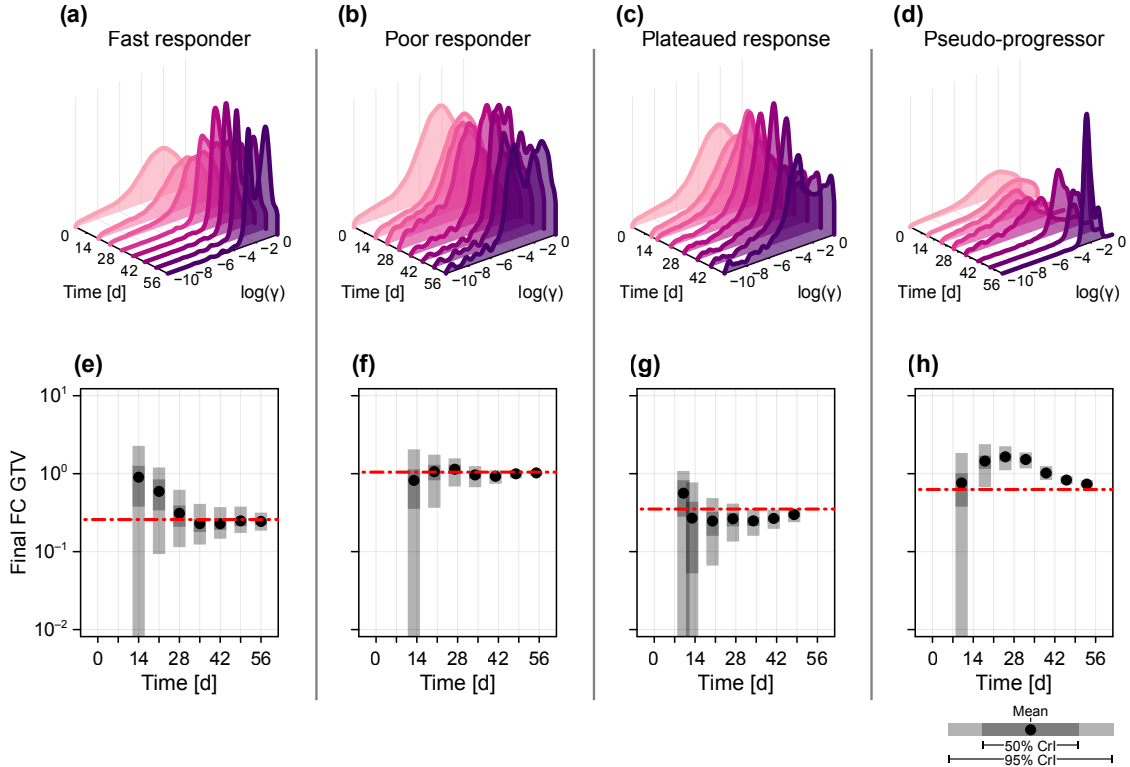 (a)
Fast responder
(b)
Poor responder
(c)
Plateaued response
(d)
Pseudo-progressor
0
14
28
42
56
−10
−8
−6
−4
−2
0
Time [d]
log(γ)
0
14
28
42
56
−10
−8
−6
−4
−2
0
Time [d]
log(γ)
0
14
28
42
−10
−8
−6
−4
−2
0
Time [d]
log(γ)
0
14
28
42
56
−10
−8
−6
−4
−2
0
Time [d]
log(γ)
(e)
(f)
(g)
(h)
Final FC GTV
10¹
10⁰
10⁻¹
10⁻²
0 14 28 42 56
Time [d]
0 14 28 42 56
Time [d]
0 14 28 42 56
Time [d]
0 14 28 42 56
Time [d]
Mean
50% CrI
95% CrI